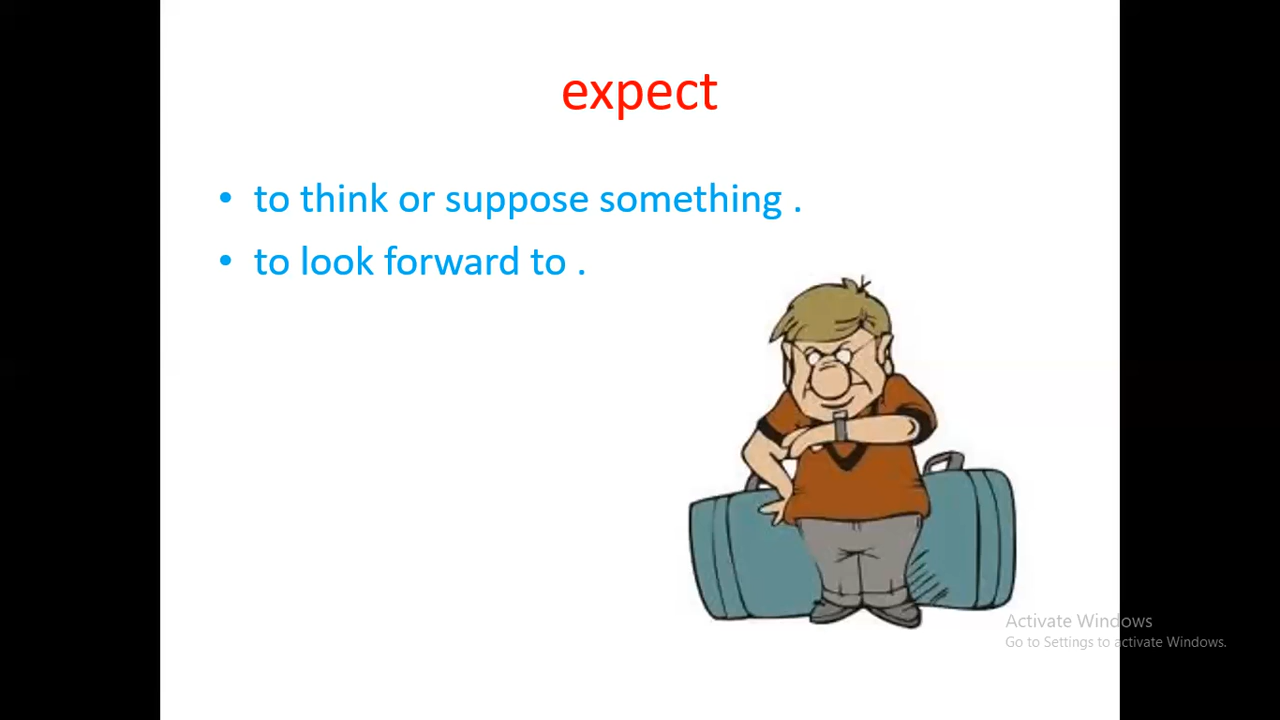 expect
• to think or suppose something .
• to look forward to .
Activate Windows
Go to Settings to activate Windows.